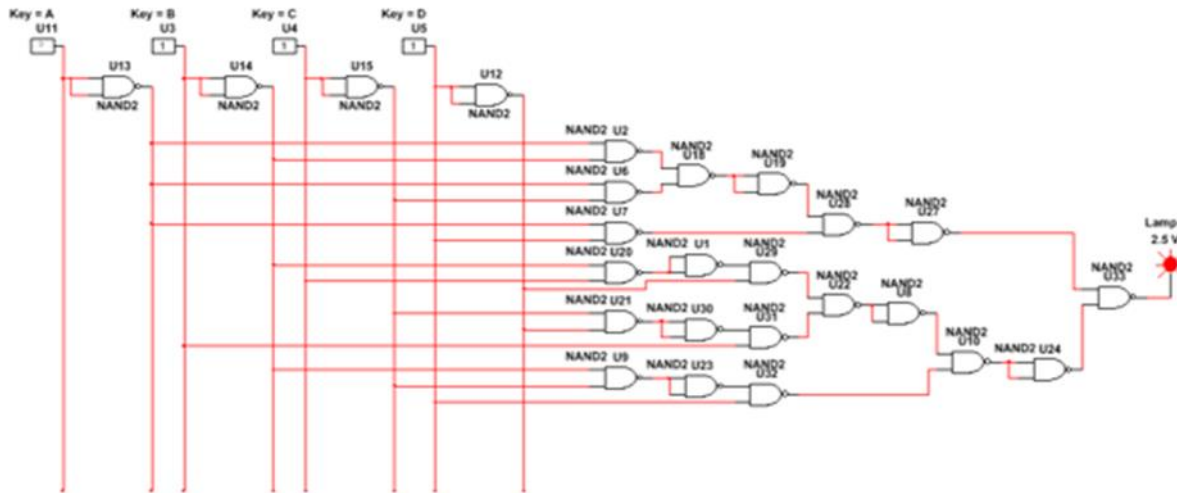 Key = A
U11
Key = B
U3
1
Key = C
U4
1
Key = D
U5
1
U13
NAND2
U14
NAND2
U15
NAND2
U12
NAND2
NAND2 U2
NAND2
U18
NAND2
U19
NAND2 U6
NAND2 U7
NAND2
U28
NAND2
U27
Lamp
2.5 V
NAND2 U20
NAND2 U1
NAND2
U29
NAND2
U22
NAND2
U8
NAND2
U33
NAND2 U21
NAND2 U30
NAND2
U31
NAND2
U10
NAND2 U24
NAND2 U9
NAND2 U23
NAND2
U32